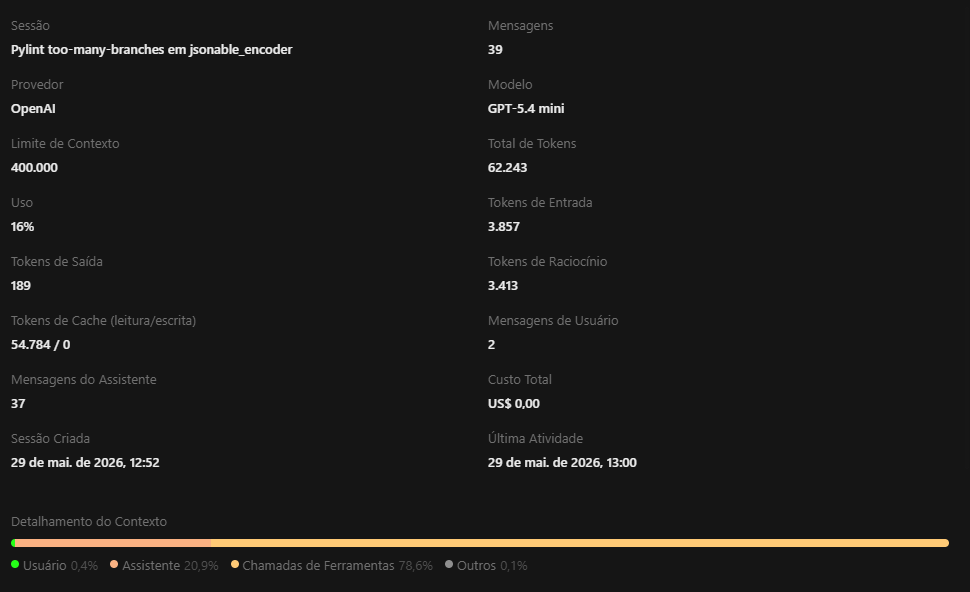 Sessão
Mensagens
Pylint too-many-branches em jsonable_encoder
39
Provedor
Modelo
OpenAI
GPT-5.4 mini
Limite de Contexto
Total de Tokens
400.000
62.243
Uso
Tokens de Entrada
16%
3.857
Tokens de Saída
Tokens de Raciocínio
189
3.413
Tokens de Cache (leitura/escrita)
Mensagens de Usuário
54.784 / 0
2
Mensagens do Assistente
Custo Total
37
US$ 0,00
Sessão Criada
Última Atividade
29 de mai. de 2026, 12:52
29 de mai. de 2026, 13:00
Detalhamento do Contexto
Usuário 0,4% Assistente 20,9% Chamadas de Ferramentas 78,6% Outros 0,1%